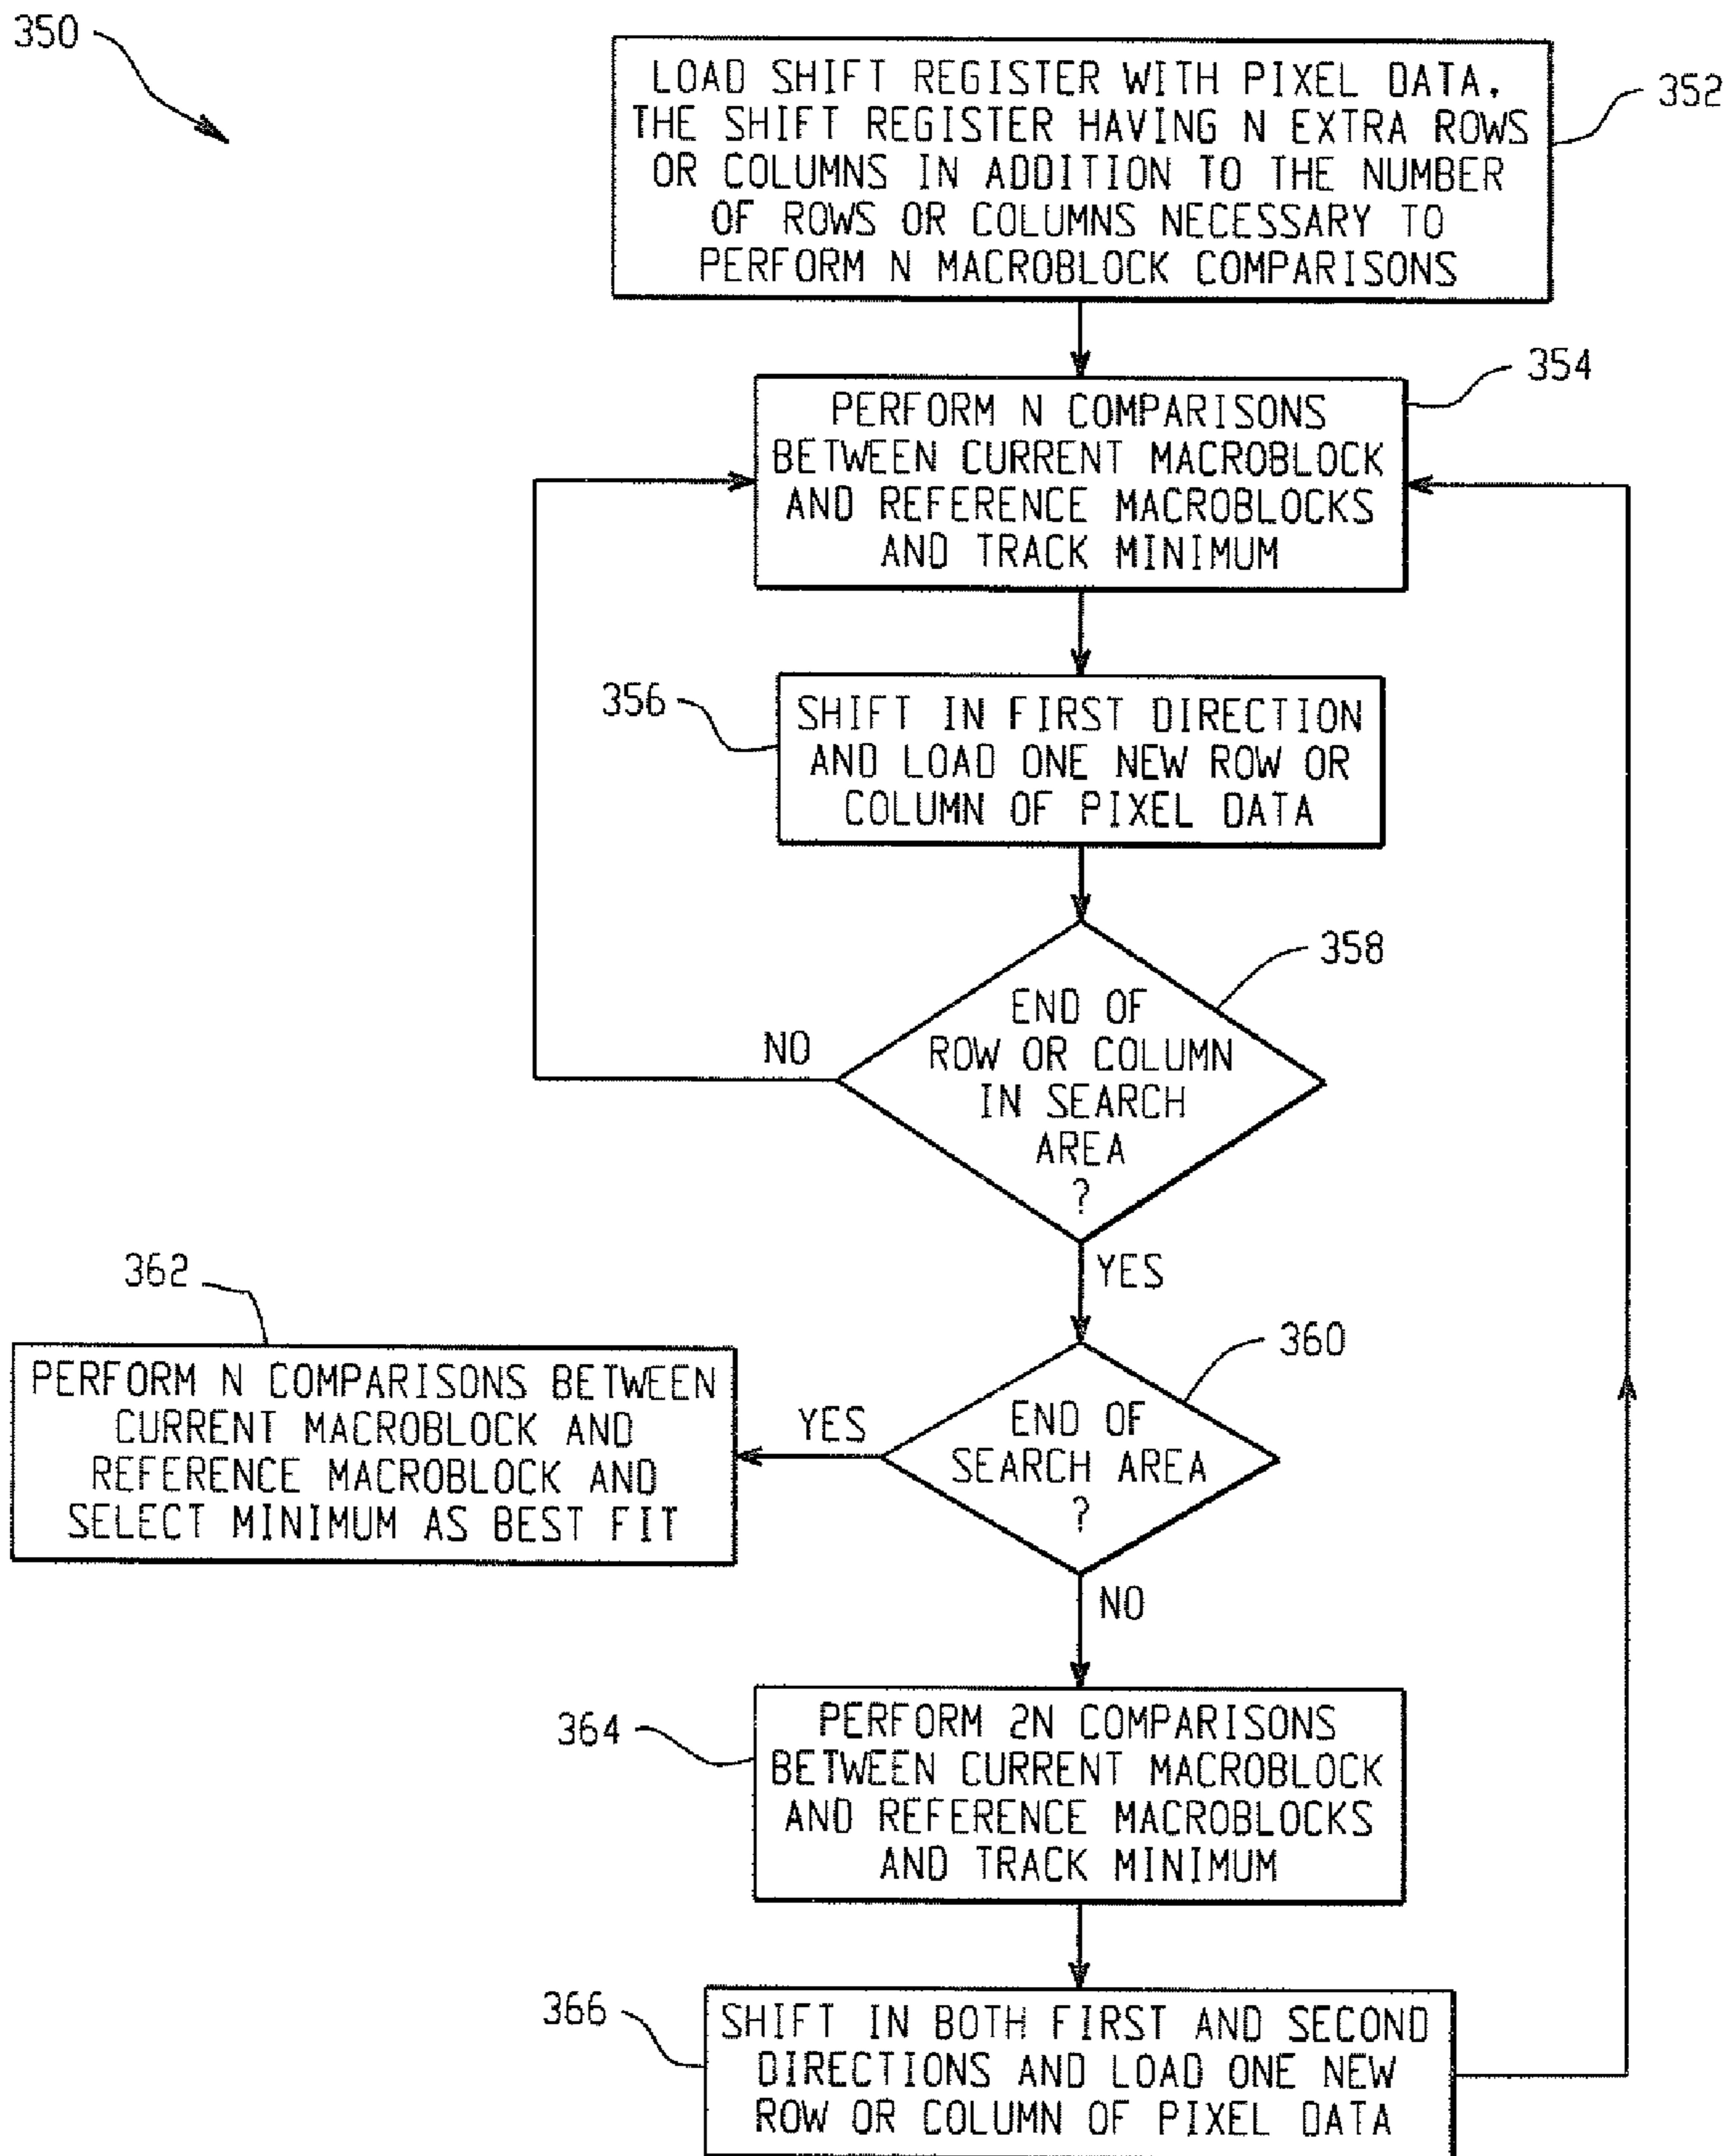 350
LOAD SHIFT REGISTER WITH PIXEL DATA,
THE SHIFT REGISTER HAVING N EXTRA ROWS
OR COLUMNS IN ADDITION TO THE NUMBER
OF ROWS OR COLUMNS NECESSARY TO
PERFORM N MACROBLOCK COMPARISONS
352
PERFORM N COMPARISONS
BETWEEN CURRENT MACROBLOCK
AND REFERENCE MACROBLOCKS
AND TRACK MINIMUM
354
356
SHIFT IN FIRST DIRECTION
AND LOAD ONE NEW ROW OR
COLUMN OF PIXEL DATA
358
END OF
ROW OR COLUMN
IN SEARCH
AREA
?
NO
YES
360
END OF
SEARCH AREA
?
YES
NO
362
PERFORM N COMPARISONS BETWEEN
CURRENT MACROBLOCK AND
REFERENCE MACROBLOCK AND
SELECT MINIMUM AS BEST FIT
364
PERFORM 2N COMPARISONS
BETWEEN CURRENT MACROBLOCK
AND REFERENCE MACROBLOCKS
AND TRACK MINIMUM
366
SHIFT IN BOTH FIRST AND SECOND
DIRECTIONS AND LOAD ONE NEW
ROW OR COLUMN OF PIXEL DATA